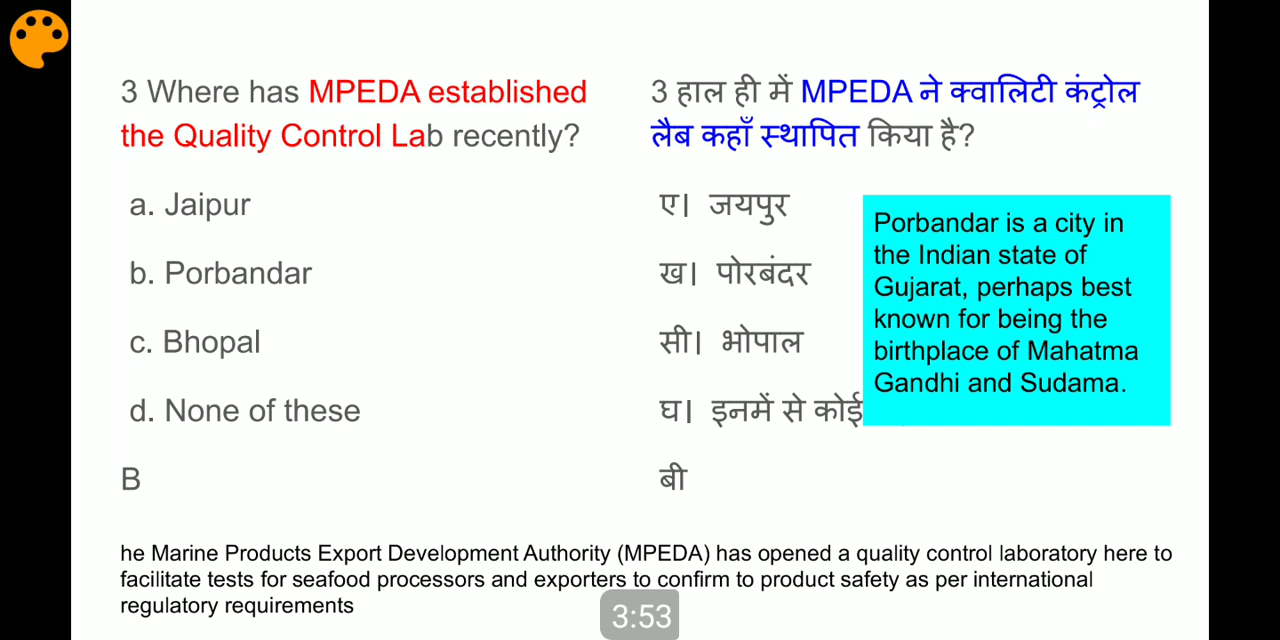 3 Where has MPEDA established
the Quality Control Lab recently?
a. Jaipur
b. Porbandar
c. Bhopal
d. None of these
B
3 हाल ही में MPEDA ने क्वालिटी कंट्रोल
लैब कहाँ स्थापित किया है?
ए। जयपुर
ख। पोरबंदर
सी। भोपाल
घ। इनमें से कोई
बी
Porbandar is a city in
the Indian state of
Gujarat, perhaps best
known for being the
birthplace of Mahatma
Gandhi and Sudama.
he Marine Products Export Development Authority (MPEDA) has opened a quality control laboratory here to
facilitate tests for seafood processors and exporters to confirm to product safety as per international
regulatory requirements
3:53